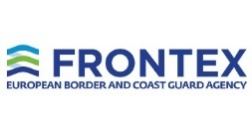 FRONTEX
EUROPEAN BORDER AND COAST GUARD AGENCY